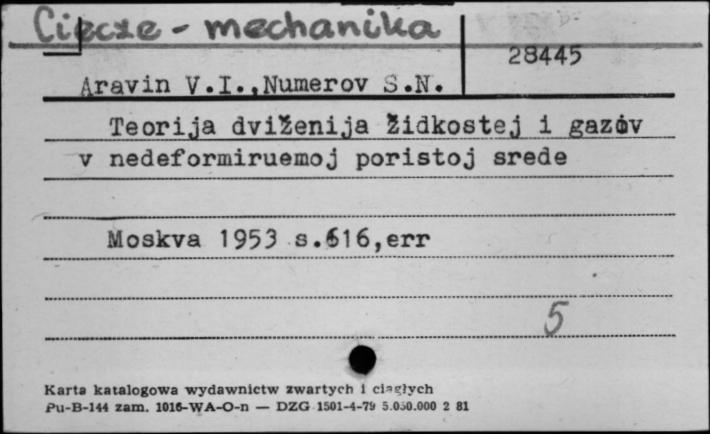 Ciecze - mechanika
28445
Aravin V.I.,Numerov S.N.
Teorija dviženija židkostej i gazov
v nedeformiruemoj poristoj srede
Moskva 1953 s.616,err
5
Karta katalogowa wydawnictw zwartych i ciągłych
Pu-B-144 zam. 1016-WA-O-n — DZG 1501-4-79 5.050.000 2 81